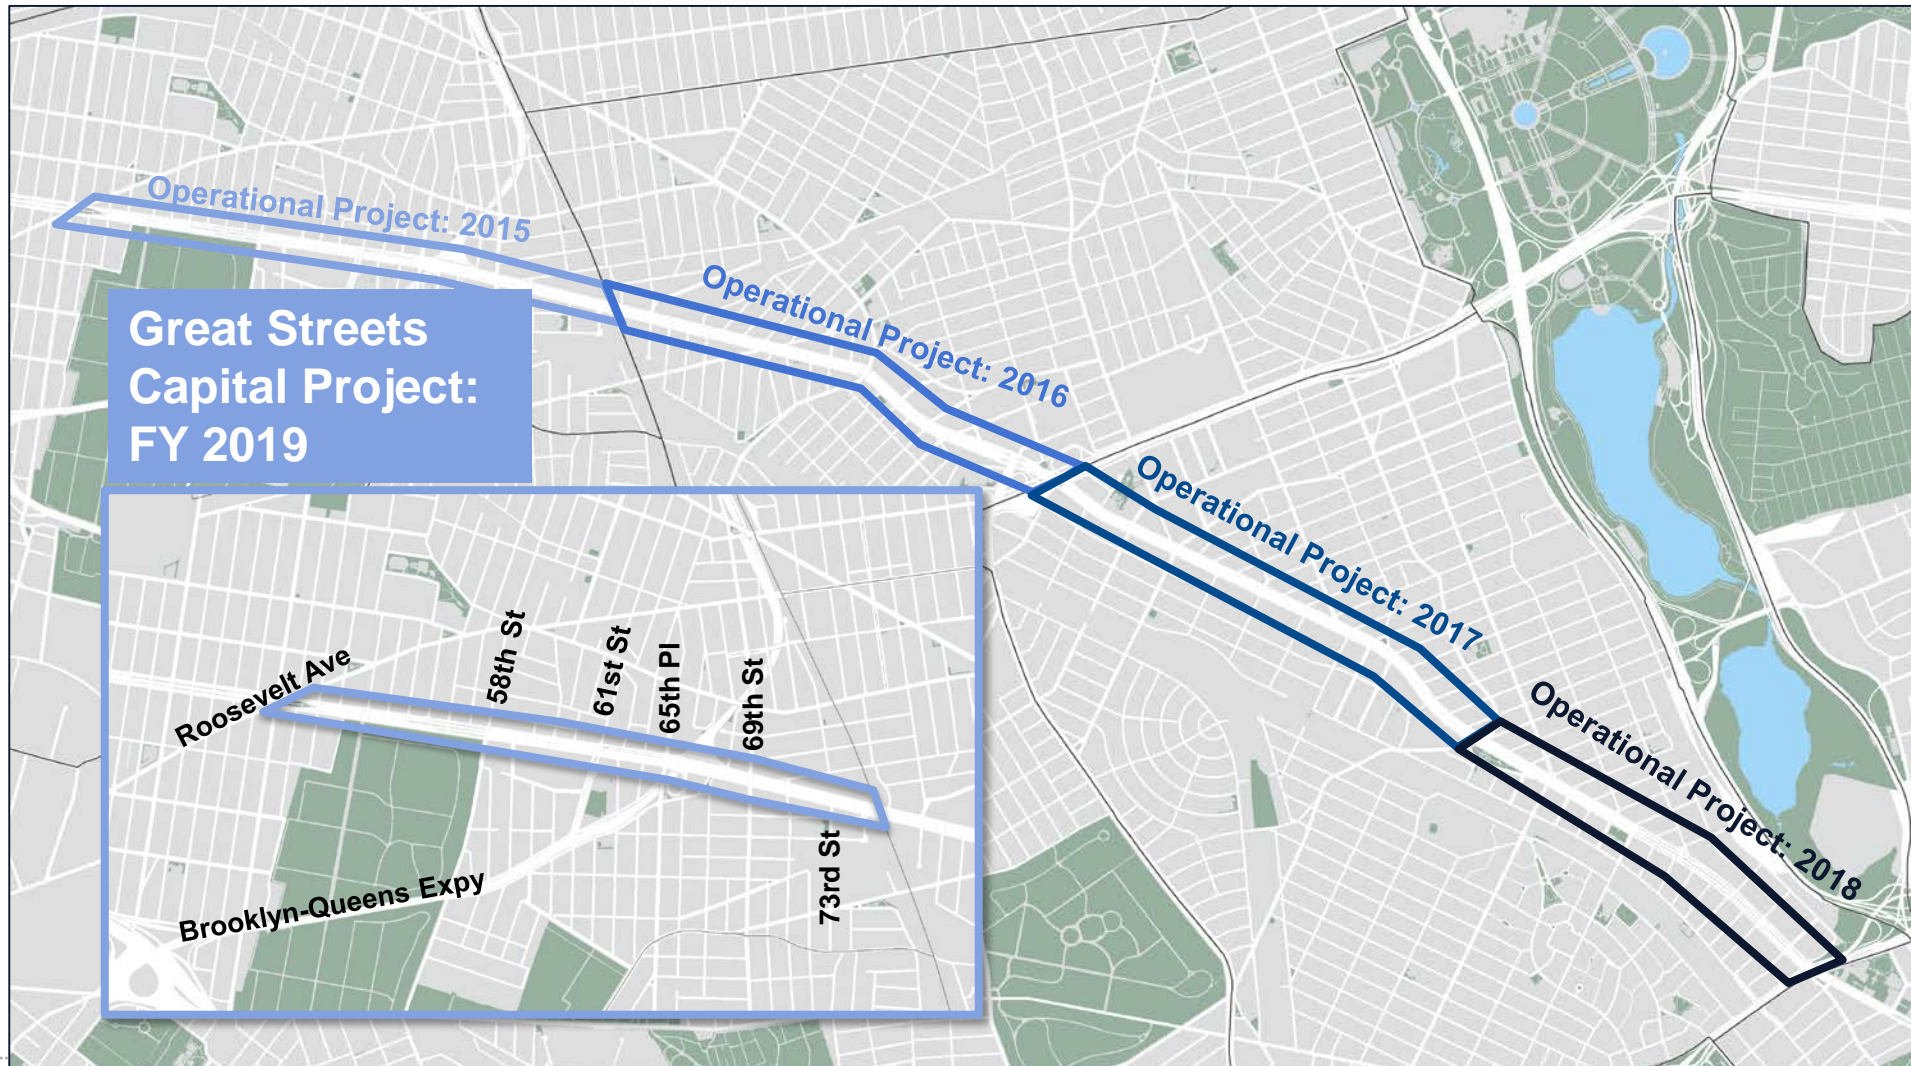 Operational Project: 2015
Operational Project: 2016
Great Streets
Capital Project:
FY 2019
Operational Project: 2017
Operational Project: 2018
Roosevelt Ave
58th St
61st St
65th Pl
69th St
73rd St
Brooklyn-Queens Expy